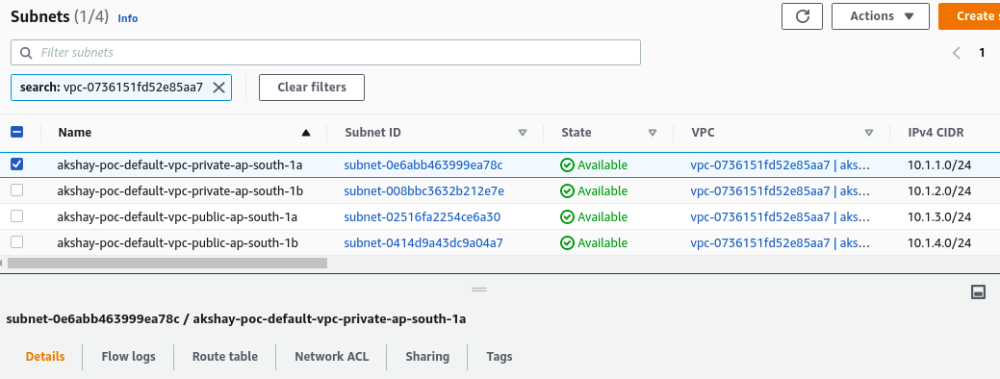 Subnets (1/4) Info
Actions
Create s
Filter subnets
1
search: vpc-0736151fd52e85aa7
Clear filters
Name Subnet ID State VPC IPv4 CIDR
akshay-poc-default-vpc-private-ap-south-1a subnet-0e6abb463999ea78c Available vpc-0736151fd52e85aa7 | aks... 10.1.1.0/24
akshay-poc-default-vpc-private-ap-south-1b subnet-008bbc3632b212e7e Available vpc-0736151fd52e85aa7 | aks... 10.1.2.0/24
akshay-poc-default-vpc-public-ap-south-1a subnet-02516fa2254ce6a30 Available vpc-0736151fd52e85aa7 | aks... 10.1.3.0/24
akshay-poc-default-vpc-public-ap-south-1b subnet-0414d9a43dc9a04a7 Available vpc-0736151fd52e85aa7 | aks... 10.1.4.0/24
subnet-0e6abb463999ea78c / akshay-poc-default-vpc-private-ap-south-1a
Details Flow logs Route table Network ACL Sharing Tags